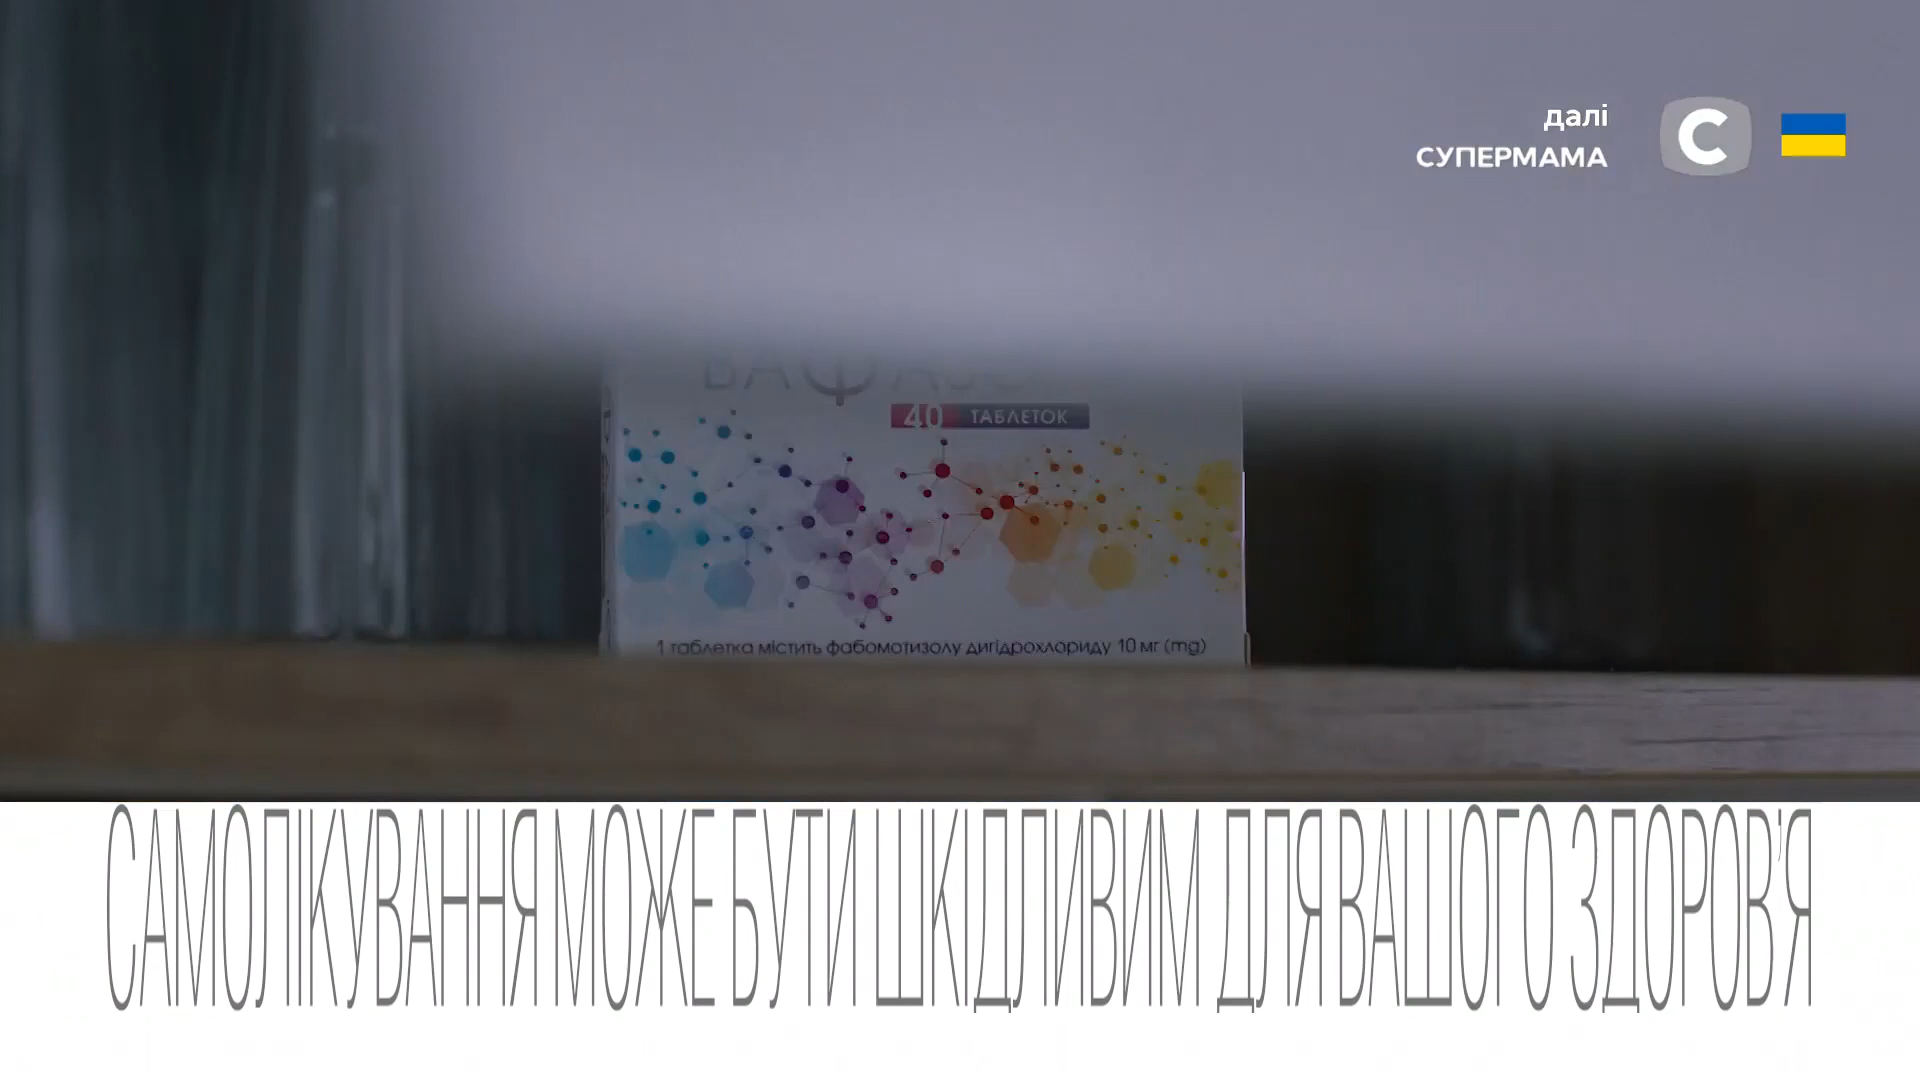 далі
СУПЕРМАМА
40 ТАБЛЕТОК
1 таблетка містить фабомотизолу дигідрохлориду 10 мг (mg)
САМОЛІКУВАННЯ МОЖЕ БУТИ ШКІДЛИВИМ ДЛЯ ВАШОГО ЗДОРОВ'Я